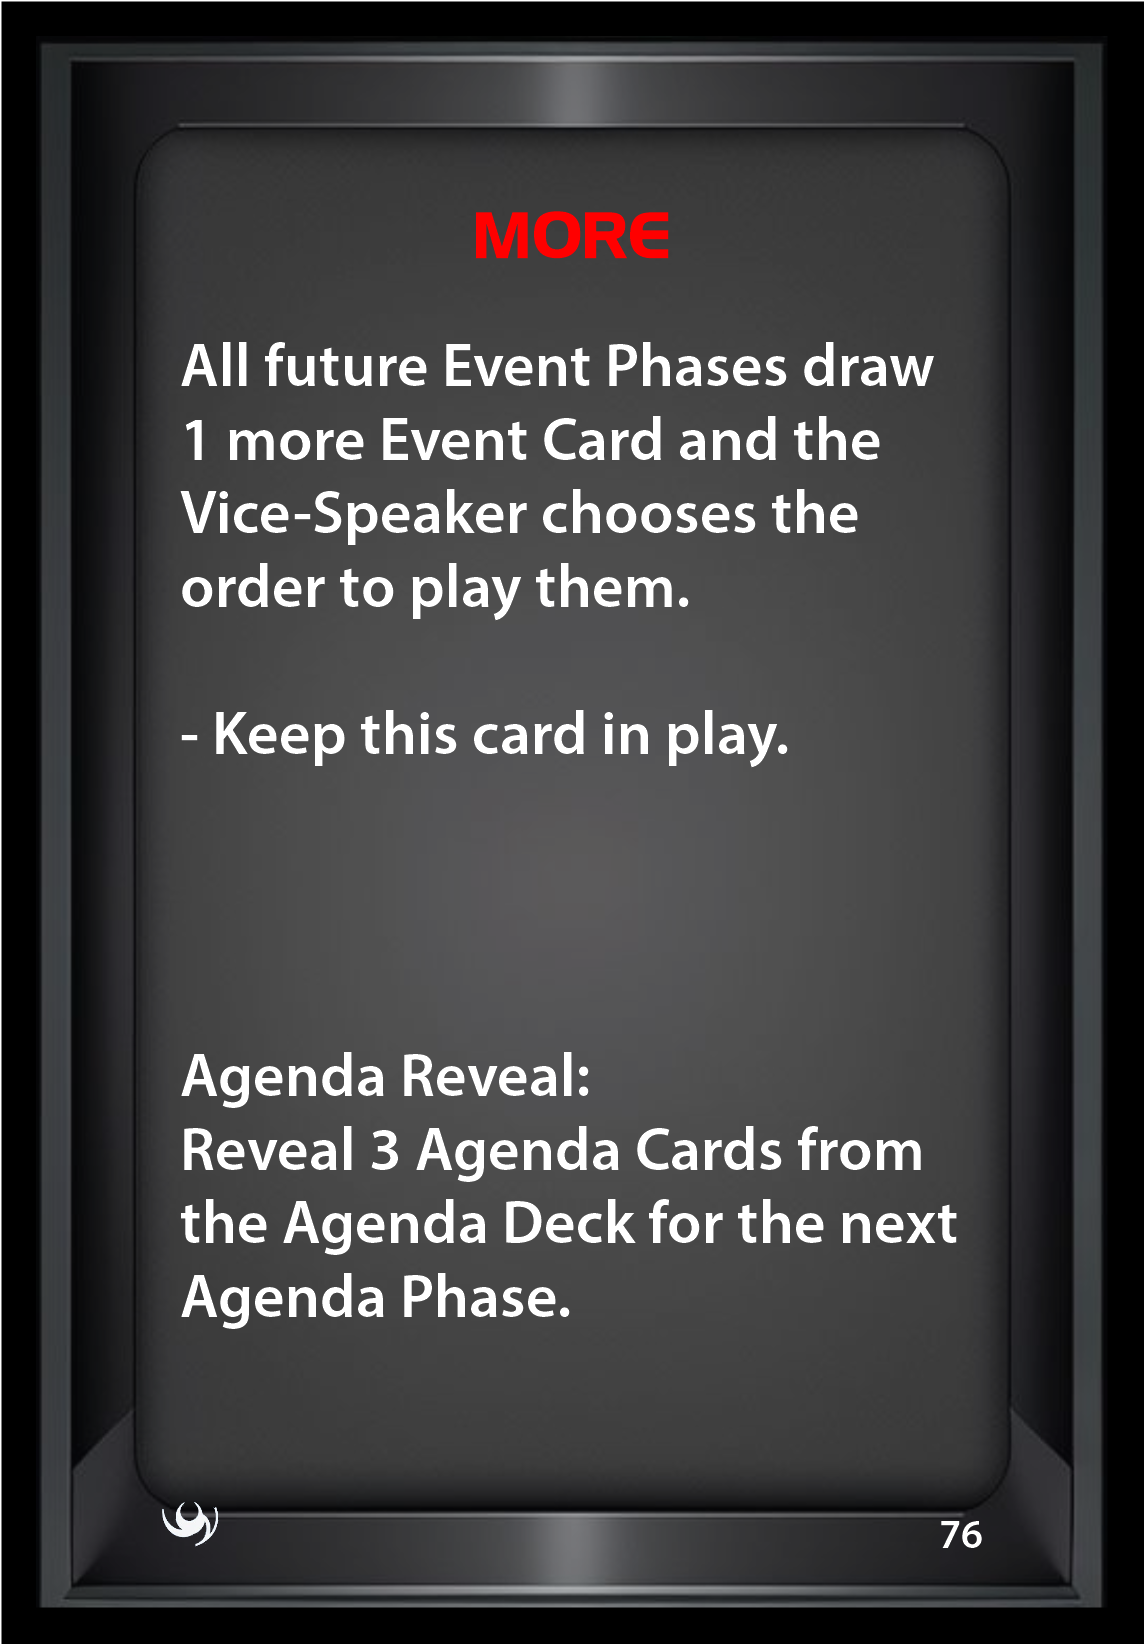 MORE
All future Event Phases draw
1 more Event Card and the
Vice-Speaker chooses the
order to play them.
- Keep this card in play.
Agenda Reveal:
Reveal 3 Agenda Cards from
the Agenda Deck for the next
Agenda Phase.
76